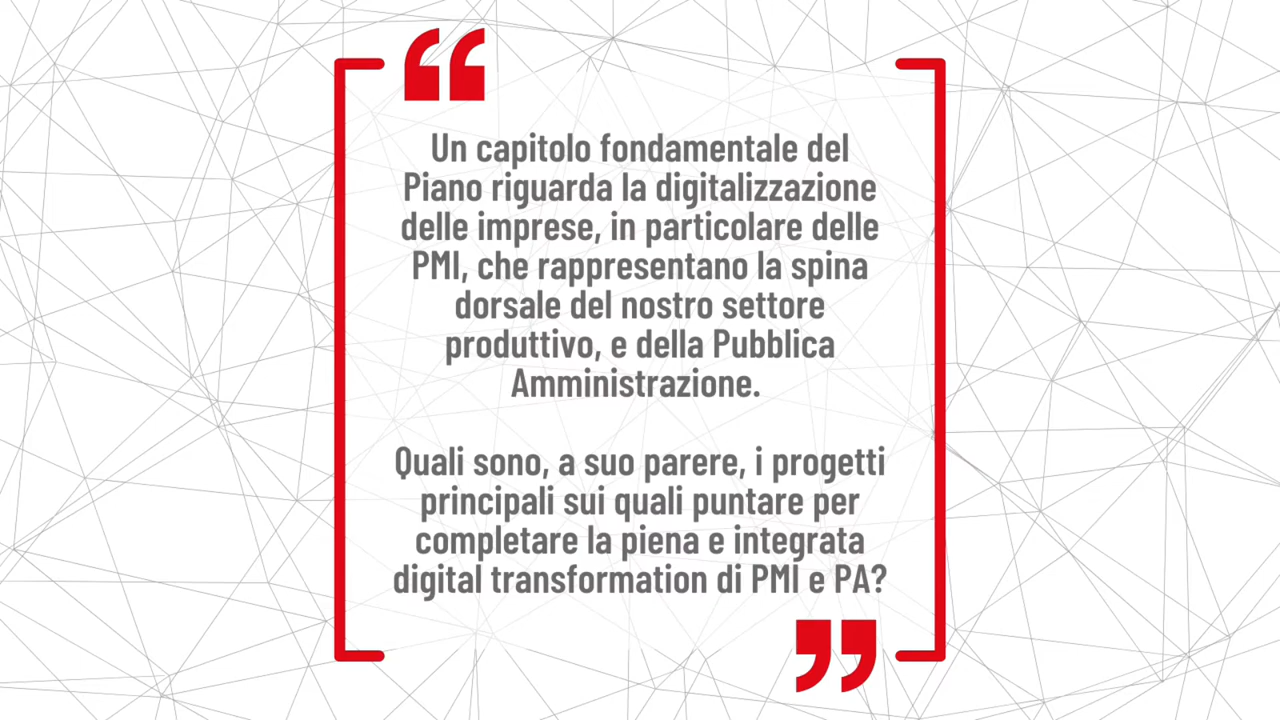 “
Un capitolo fondamentale del
Piano riguarda la digitalizzazione
delle imprese, in particolare delle
PMI, che rappresentano la spina
dorsale del nostro settore
produttivo, e della Pubblica
Amministrazione.
Quali sono, a suo parere, i progetti
principali sui quali puntare per
completare la piena e integrata
digital transformation di PMI e PA?
”